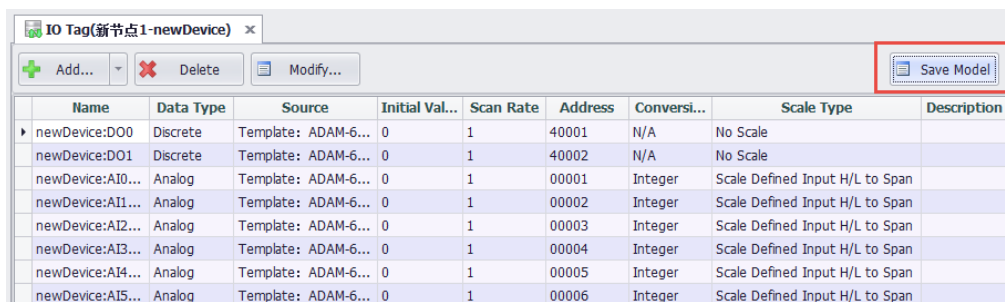 IO Tag(新节点1-newDevice) ×
Add... Delete Modify... Save Model
Name Data Type Source Initial Val... Scan Rate Address Conversi... Scale Type Description
newDevice:DO0 Discrete Template: ADAM-6... 0 1 40001 N/A No Scale
newDevice:DO1 Discrete Template: ADAM-6... 0 1 40002 N/A No Scale
newDevice:AI0... Analog Template: ADAM-6... 0 1 00001 Integer Scale Defined Input H/L to Span
newDevice:AI1... Analog Template: ADAM-6... 0 1 00002 Integer Scale Defined Input H/L to Span
newDevice:AI2... Analog Template: ADAM-6... 0 1 00003 Integer Scale Defined Input H/L to Span
newDevice:AI3... Analog Template: ADAM-6... 0 1 00004 Integer Scale Defined Input H/L to Span
newDevice:AI4... Analog Template: ADAM-6... 0 1 00005 Integer Scale Defined Input H/L to Span
newDevice:AI5... Analog Template: ADAM-6... 0 1 00006 Integer Scale Defined Input H/L to Span